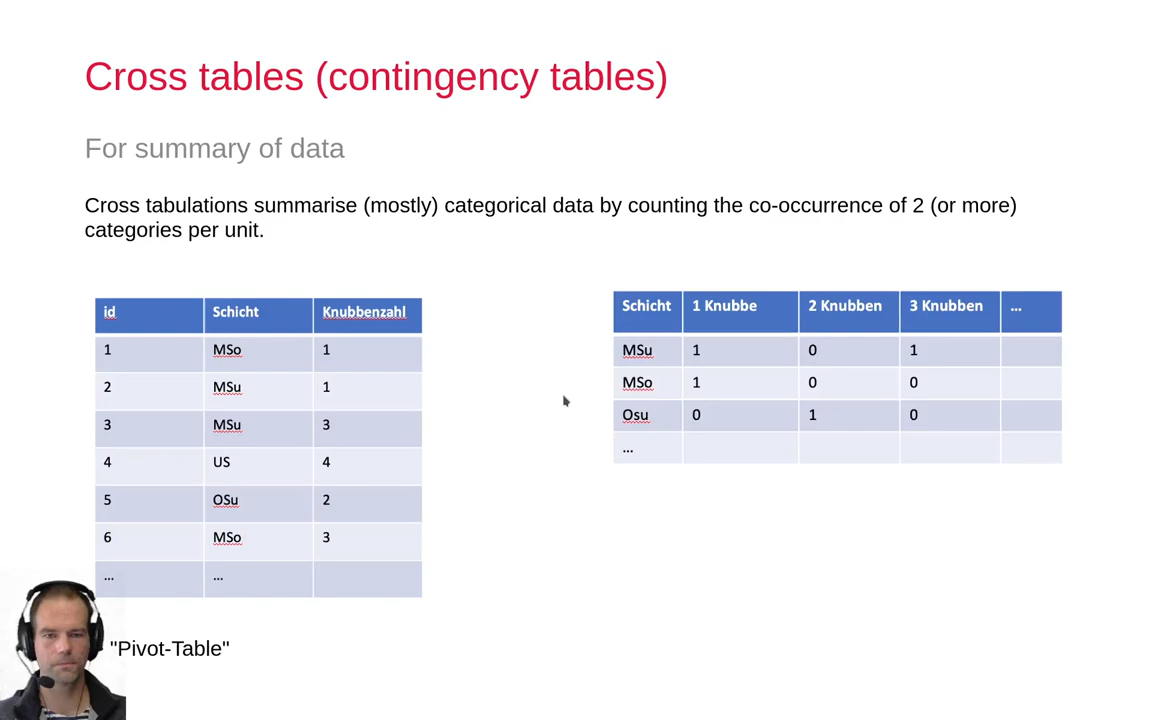 Cross tables (contingency tables)
For summary of data
Cross tabulations summarise (mostly) categorical data by counting the co-occurrence of 2 (or more)
categories per unit.
id Schicht Knubbenzahl
1 MSo 1
2 MSu 1
3 MSu 3
4 US 4
5 OSu 2
6 MSo 3
... ...
Schicht 1 Knubbe 2 Knubben 3 Knubben ...
MSu 1 0 1
MSo 1 0 0
Osu 0 1 0
...
"Pivot-Table"